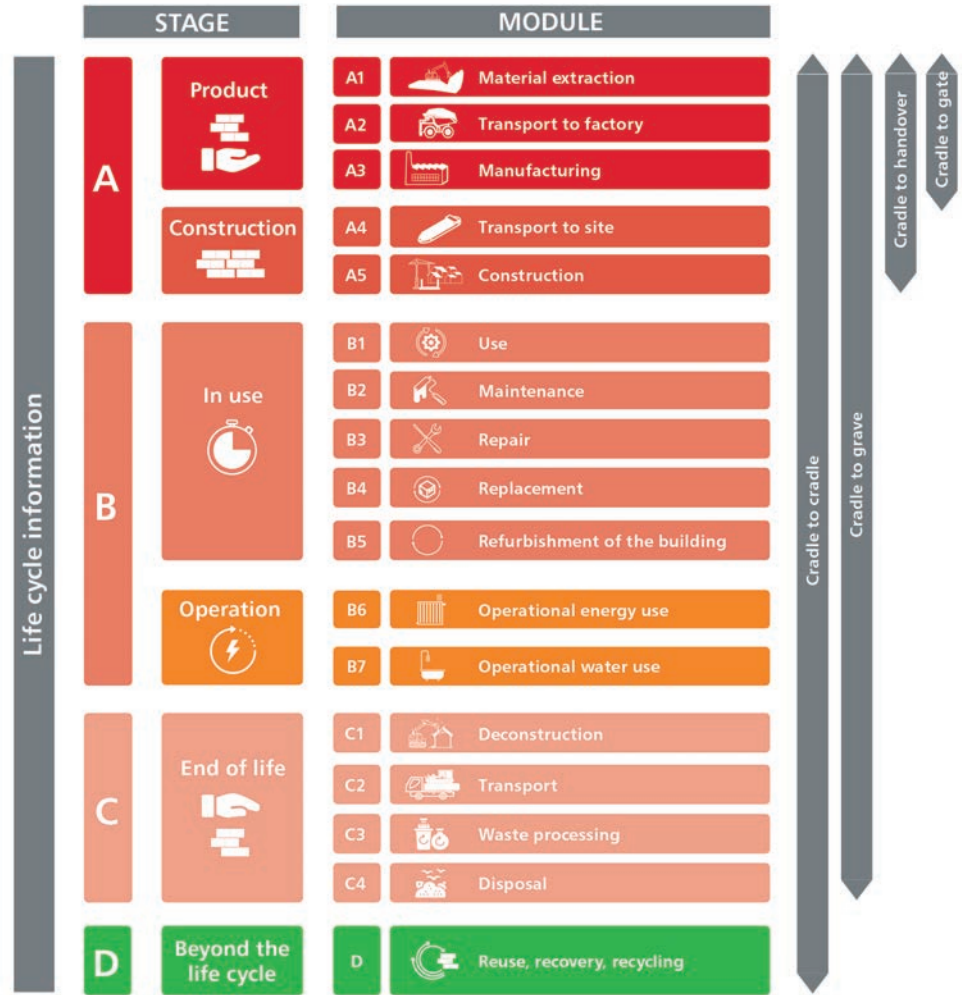 STAGE
MODULE
Life cycle information
A
Product
A1
Material extraction
A2
Transport to factory
A3
Manufacturing
Construction
A4
Transport to site
A5
Construction
B
In use
B1
Use
B2
Maintenance
B3
Repair
B4
Replacement
B5
Refurbishment of the building
Operation
B6
Operational energy use
B7
Operational water use
C
End of life
C1
Deconstruction
C2
Transport
C3
Waste processing
C4
Disposal
D
Beyond the
life cycle
D
Reuse, recovery, recycling
Cradle to cradle
Cradle to grave
Cradle to handover
Cradle to gate